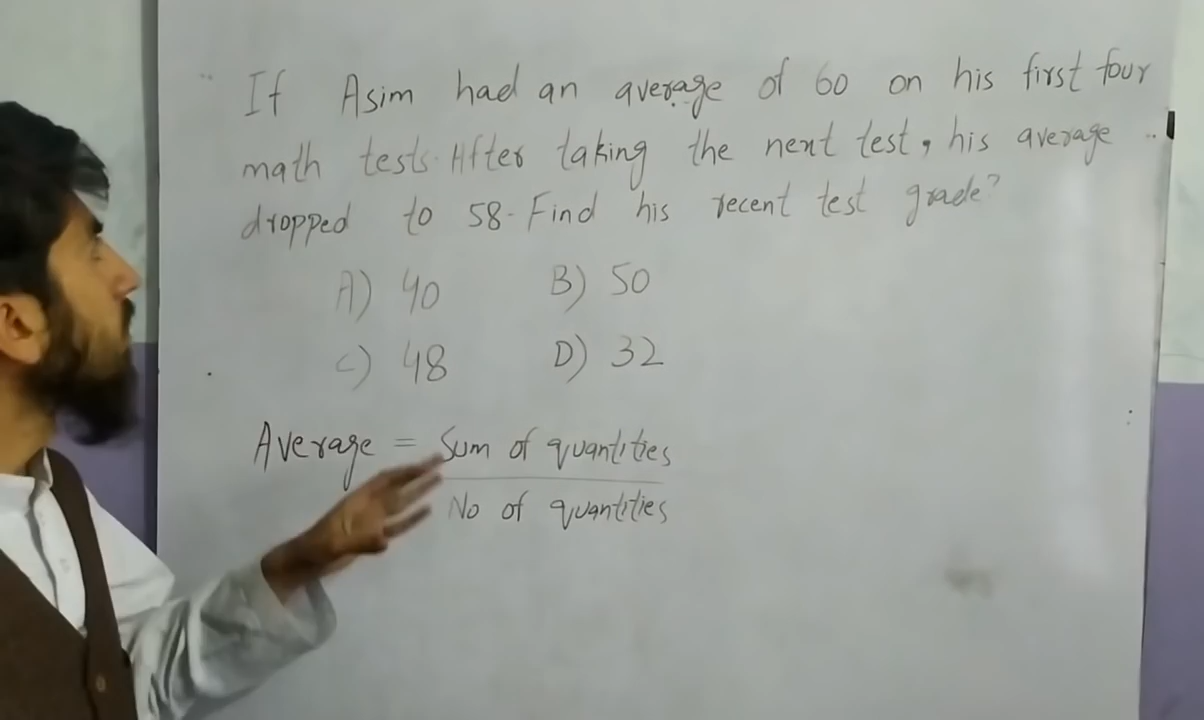 If Asim had an average of 60 on his first four
math tests. After taking the next test, his average
dropped to 58. Find his recent test grade?
A) 40 B) 50
C) 48 D) 32
Average = Sum of quantities
No of quantities